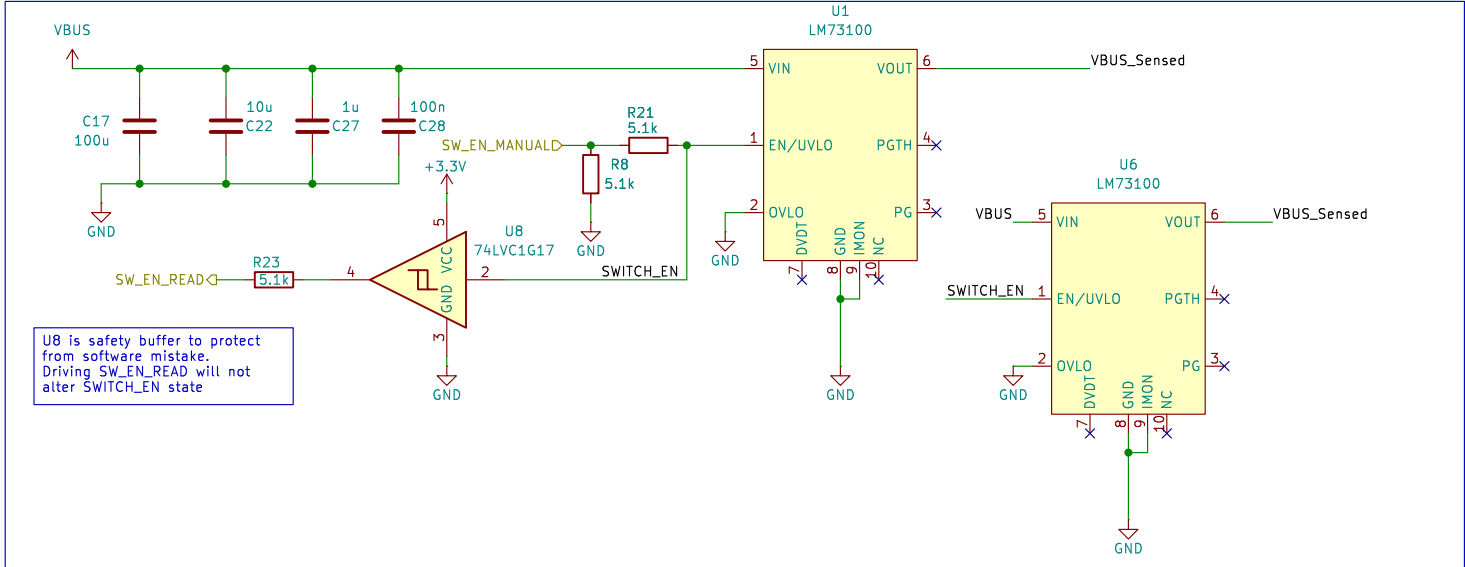 VBUS
C17
100u
10u
C22
1u
C27
100n
C28
GND
U1
LM73100
5
VIN
VOUT
6
VBUS_Sensed
R21
5.1k
SW_EN_MANUAL
1
EN/UVLO
PGTH
4
R8
5.1k
GND
2
OVLO
PG
3
GND
DVDT
GND
IMON
NC
7
8
9
10
GND
+3.3V
5
VCC
U8
74LVC1G17
SWITCH_EN
2
GND
3
GND
4
R23
5.1k
SW_EN_READ
U8 is safety buffer to protect
from software mistake.
Driving SW_EN_READ will not
alter SWITCH_EN state
U6
LM73100
VBUS
5
VIN
VOUT
6
VBUS_Sensed
SWITCH_EN
1
EN/UVLO
PGTH
4
2
OVLO
PG
3
GND
DVDT
GND
IMON
NC
7
8
9
10
GND